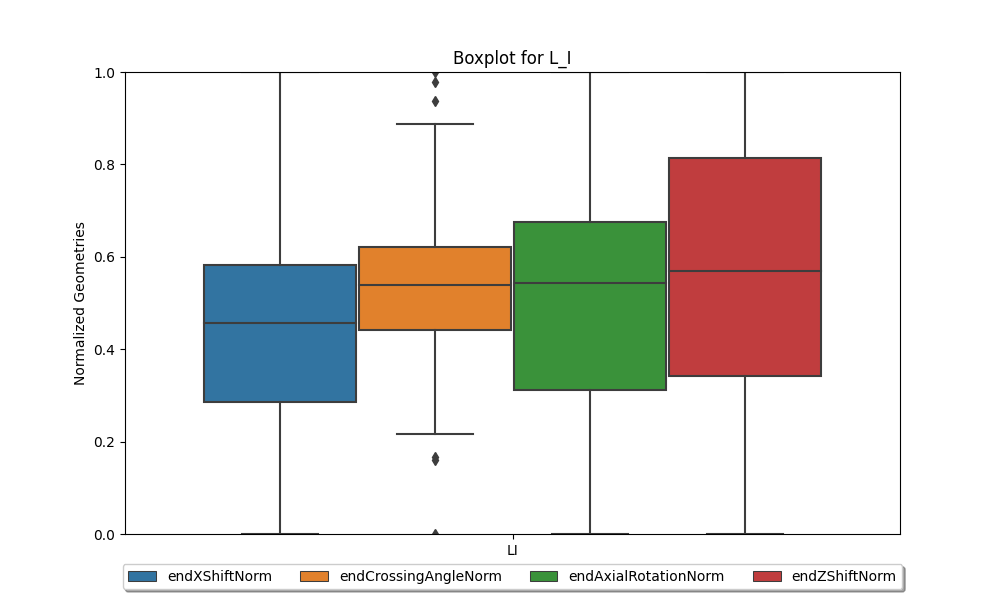 Boxplot for L_I
1.0
0.8
0.6
0.4
0.2
0.0
Normalized Geometries
LI
endXShiftNorm endCrossingAngleNorm endAxialRotationNorm endZShiftNorm